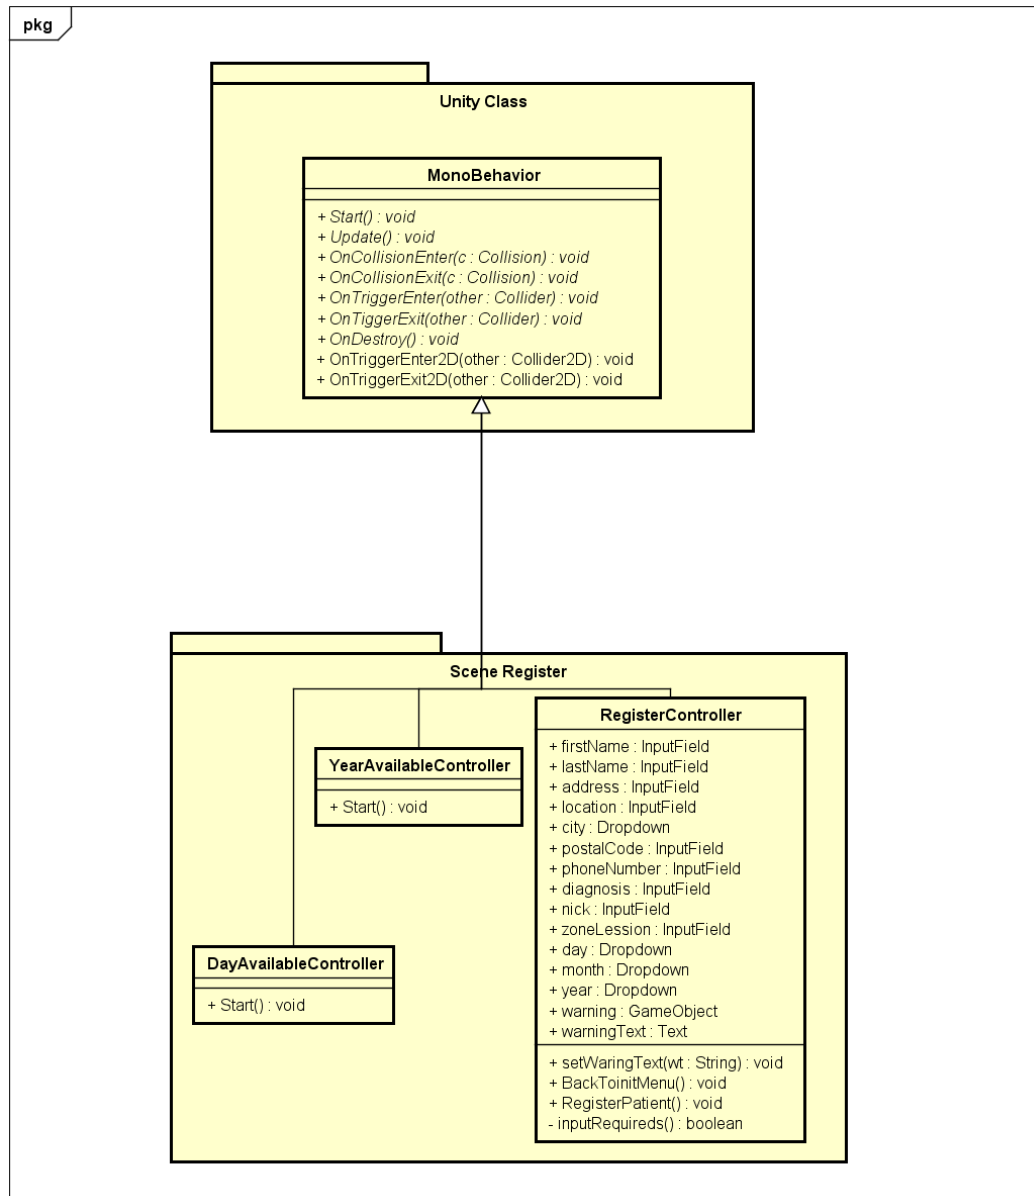 pkg
Unity Class
MonoBehavior
+ Start() : void
+ Update() : void
+ OnCollisionEnter(c : Collision) : void
+ OnCollisionExit(c : Collision) : void
+ OnTriggerEnter(other : Collider) : void
+ OnTiggerExit(other : Collider) : void
+ OnDestroy() : void
+ OnTriggerEnter2D(other : Collider2D) : void
+ OnTriggerExit2D(other : Collider2D) : void
Scene Register
YearAvailableController
+ Start() : void
DayAvailableController
+ Start() : void
RegisterController
+ firstName : InputField
+ lastName : InputField
+ address : InputField
+ location : InputField
+ city : Dropdown
+ postalCode : InputField
+ phoneNumber : InputField
+ diagnosis : InputField
+ nick : InputField
+ zoneLession : InputField
+ day : Dropdown
+ month : Dropdown
+ year : Dropdown
+ warning : GameObject
+ warningText : Text
+ setWaringText(wt : String) : void
+ BackToinitMenu() : void
+ RegisterPatient() : void
- inputRequireds() : boolean